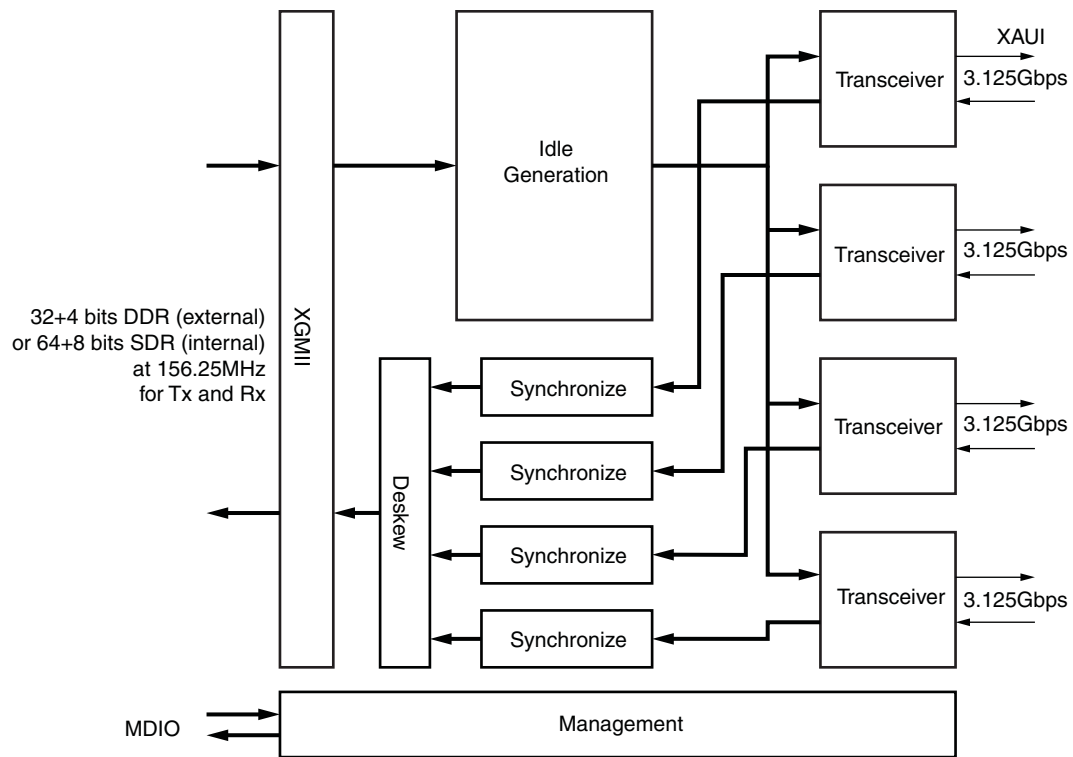 XAUI
Transceiver
3.125Gbps
Idle
Generation
Transceiver
3.125Gbps
32+4 bits DDR (external)
or 64+8 bits SDR (internal)
at 156.25MHz
for Tx and Rx
XGMII
Synchronize
Transceiver
3.125Gbps
Synchronize
Deskew
Synchronize
Transceiver
3.125Gbps
Synchronize
MDIO
Management